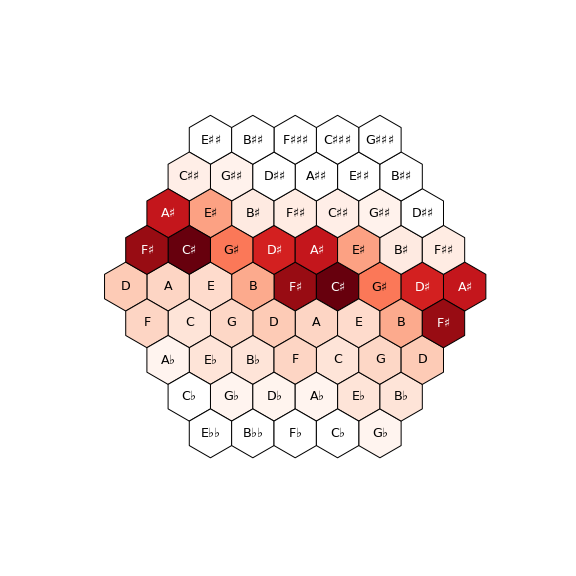 E♯♯ B♯♯ F♯♯♯ C♯♯♯ G♯♯♯
C♯♯ G♯♯ D♯♯ A♯♯ E♯♯ B♯♯
A♯ E♯ B♯ F♯♯ C♯♯ G♯♯ D♯♯
F♯ C♯ G♯ D♯ A♯ E♯ B♯ F♯♯
D A E B F♯ C♯ G♯ D♯ A♯
F C G D A E B F♯
A♭ E♭ B♭ F C G D
C♭ G♭ D♭ A♭ E♭ B♭
E♭♭ B♭♭ F♭ C♭ G♭